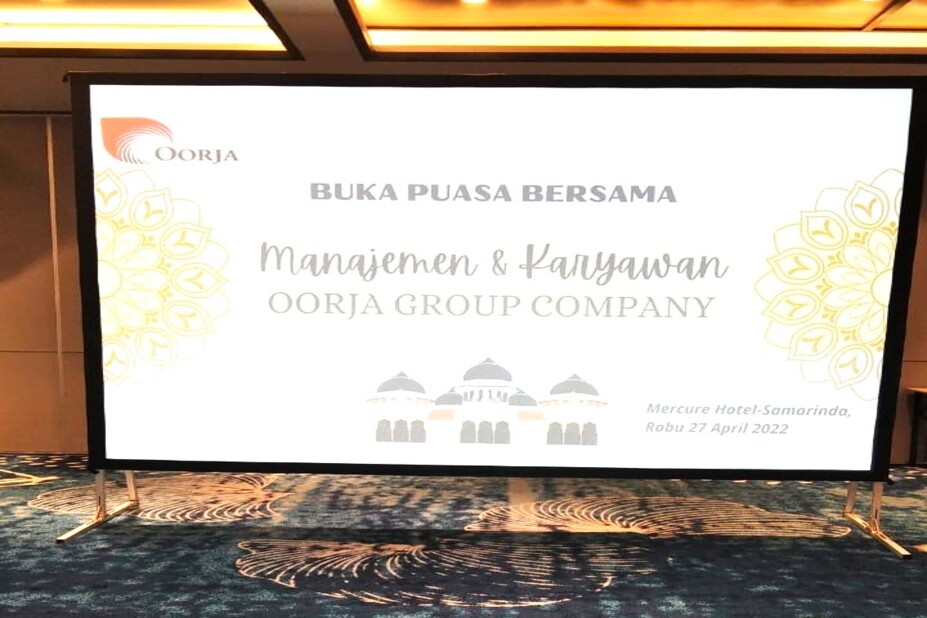 OORJA
BUKA PUASA BERSAMA
Manajemen & Karyawan
OORJA GROUP COMPANY
Mercure Hotel-Samarinda,
Rabu 27 April 2022